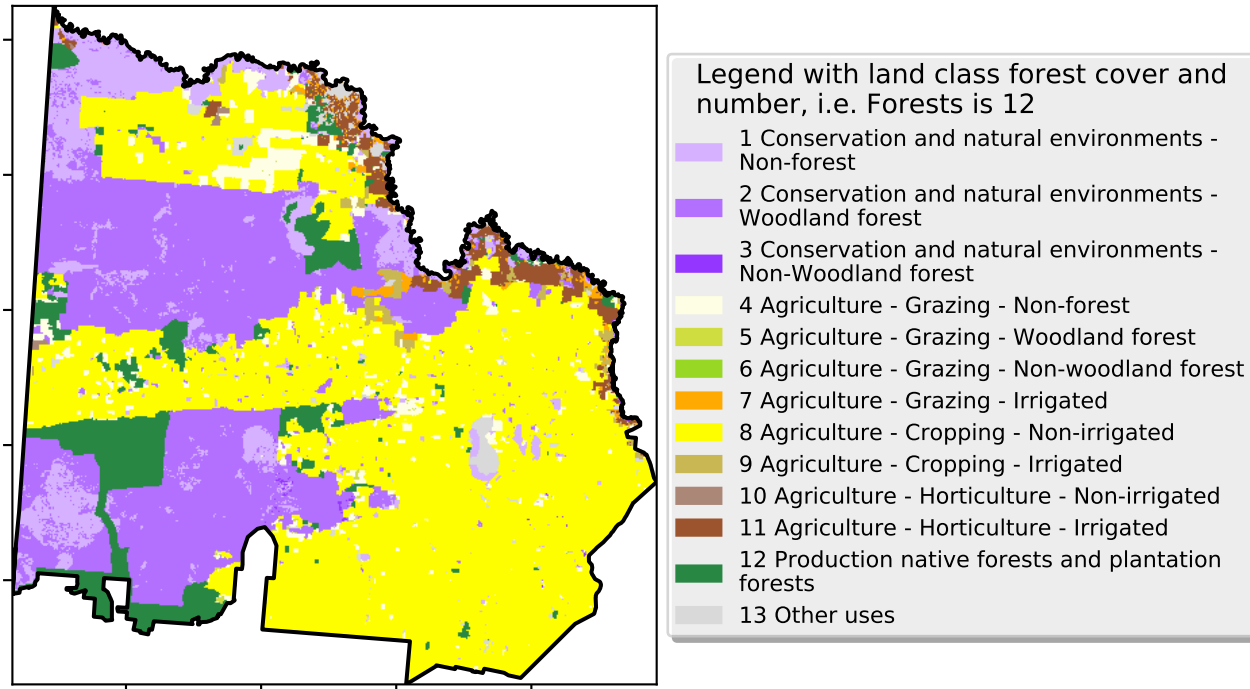 Legend with land class forest cover and
number, i.e. Forests is 12
1 Conservation and natural environments -
Non-forest
2 Conservation and natural environments -
Woodland forest
3 Conservation and natural environments -
Non-Woodland forest
4 Agriculture - Grazing - Non-forest
5 Agriculture - Grazing - Woodland forest
6 Agriculture - Grazing - Non-woodland forest
7 Agriculture - Grazing - Irrigated
8 Agriculture - Cropping - Non-irrigated
9 Agriculture - Cropping - Irrigated
10 Agriculture - Horticulture - Non-irrigated
11 Agriculture - Horticulture - Irrigated
12 Production native forests and plantation
forests
13 Other uses